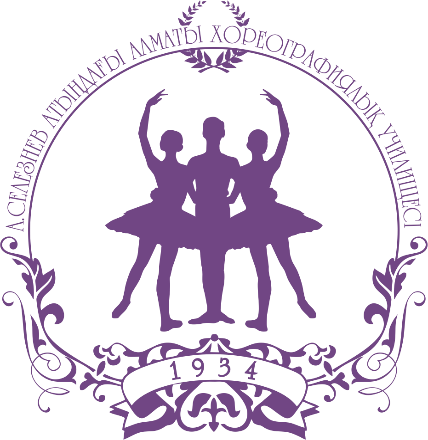 А.СЕЛЕЗНЕВ АТЫНДАҒЫ АЛМАТЫ ХОРЕОГРАФИЯЛЫҚ УЧИЛИЩЕСІ
1934